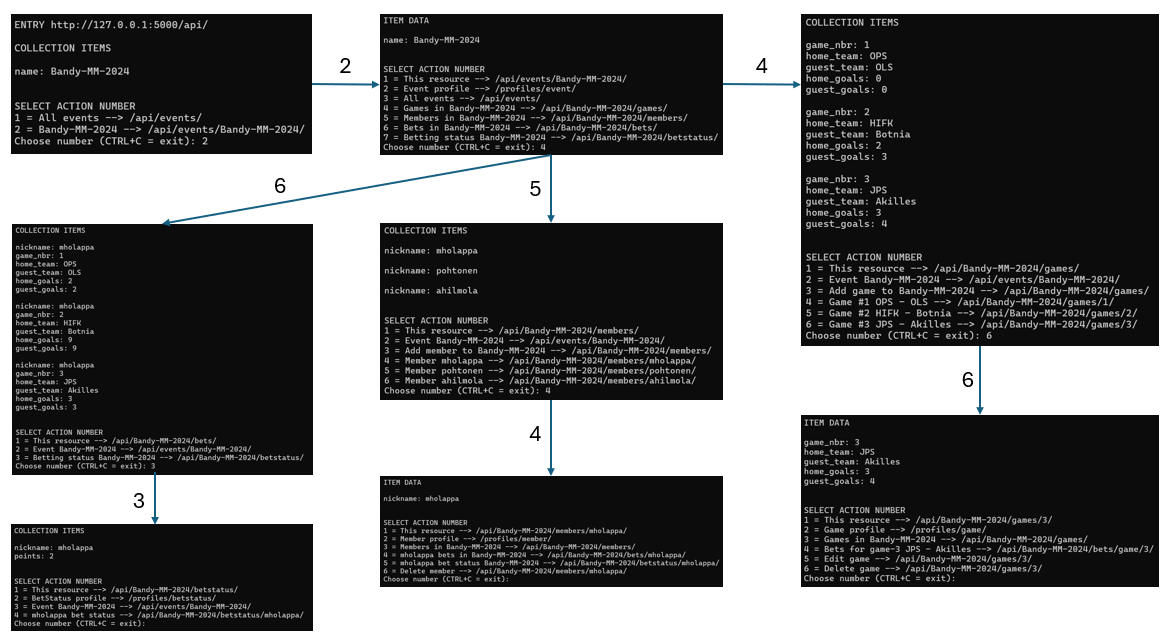 ENTRY http://127.0.0.1:5000/api/
COLLECTION ITEMS
name: Bandy-MM-2024
SELECT ACTION NUMBER
1 = All events --> /api/events/
2 = Bandy-MM-2024 --> /api/events/Bandy-MM-2024/
Choose number (CTRL+C = exit): 2
2
ITEM DATA
name: Bandy-MM-2024
SELECT ACTION NUMBER
1 = This resource --> /api/events/Bandy-MM-2024/
2 = Event profile --> /profiles/event/
3 = All events --> /api/events/
4 = Games in Bandy-MM-2024 --> /api/Bandy-MM-2024/games/
5 = Members in Bandy-MM-2024 --> /api/Bandy-MM-2024/members/
6 = Bets in Bandy-MM-2024 --> /api/Bandy-MM-2024/bets/
7 = Betting status Bandy-MM-2024 --> /api/Bandy-MM-2024/betstatus/
Choose number (CTRL+C = exit): 4
4
COLLECTION ITEMS
game_nbr: 1
home_team: OPS
guest_team: OLS
home_goals: 0
guest_goals: 0
game_nbr: 2
home_team: HIFK
guest_team: Botnia
home_goals: 2
guest_goals: 3
game_nbr: 3
home_team: JPS
guest_team: Akilles
home_goals: 3
guest_goals: 4
SELECT ACTION NUMBER
1 = This resource --> /api/Bandy-MM-2024/games/
2 = Event Bandy-MM-2024 --> /api/events/Bandy-MM-2024/
3 = Add game to Bandy-MM-2024 --> /api/Bandy-MM-2024/games/
4 = Game #1 OPS - OLS --> /api/Bandy-MM-2024/games/1/
5 = Game #2 HIFK - Botnia --> /api/Bandy-MM-2024/games/2/
6 = Game #3 JPS - Akilles --> /api/Bandy-MM-2024/games/3/
Choose number (CTRL+C = exit): 6
6
5
COLLECTION ITEMS
nickname: mholappa
game_nbr: 1
home_team: OPS
guest_team: OLS
home_goals: 2
guest_goals: 2
nickname: mholappa
game_nbr: 2
home_team: HIFK
guest_team: Botnia
home_goals: 9
guest_goals: 9
nickname: mholappa
game_nbr: 3
home_team: JPS
guest_team: Akilles
home_goals: 3
guest_goals: 3
SELECT ACTION NUMBER
1 = This resource --> /api/Bandy-MM-2024/bets/
2 = Event Bandy-MM-2024 --> /api/events/Bandy-MM-2024/
3 = Betting status Bandy-MM-2024 --> /api/Bandy-MM-2024/betstatus/
Choose number (CTRL+C = exit): 3
COLLECTION ITEMS
nickname: mholappa
nickname: pohtonen
nickname: ahilmola
SELECT ACTION NUMBER
1 = This resource --> /api/Bandy-MM-2024/members/
2 = Event Bandy-MM-2024 --> /api/events/Bandy-MM-2024/
3 = Add member to Bandy-MM-2024 --> /api/Bandy-MM-2024/members/
4 = Member mholappa --> /api/Bandy-MM-2024/members/mholappa/
5 = Member pohtonen --> /api/Bandy-MM-2024/members/pohtonen/
6 = Member ahilmola --> /api/Bandy-MM-2024/members/ahilmola/
Choose number (CTRL+C = exit): 4
6
4
3
COLLECTION ITEMS
nickname: mholappa
points: 2
SELECT ACTION NUMBER
1 = This resource --> /api/Bandy-MM-2024/betstatus/
2 = BetStatus profile --> /profiles/betstatus/
3 = Event Bandy-MM-2024 --> /api/events/Bandy-MM-2024/
4 = mholappa bet status --> /api/Bandy-MM-2024/betstatus/mholappa/
Choose number (CTRL+C = exit):
ITEM DATA
nickname: mholappa
SELECT ACTION NUMBER
1 = This resource --> /api/Bandy-MM-2024/members/mholappa/
2 = Member profile --> /profiles/member/
3 = Members in Bandy-MM-2024 --> /api/Bandy-MM-2024/members/
4 = mholappa bets in Bandy-MM-2024 --> /api/Bandy-MM-2024/bets/mholappa/
5 = mholappa bet status Bandy-MM-2024 --> /api/Bandy-MM-2024/betstatus/mholappa/
6 = Delete member --> /api/Bandy-MM-2024/members/mholappa/
Choose number (CTRL+C = exit):
ITEM DATA
game_nbr: 3
home_team: JPS
guest_team: Akilles
home_goals: 3
guest_goals: 4
SELECT ACTION NUMBER
1 = This resource --> /api/Bandy-MM-2024/games/3/
2 = Game profile --> /profiles/game/
3 = Games in Bandy-MM-2024 --> /api/Bandy-MM-2024/games/
4 = Bets for game-3 JPS - Akilles --> /api/Bandy-MM-2024/bets/game/3/
5 = Edit game --> /api/Bandy-MM-2024/games/3/
6 = Delete game --> /api/Bandy-MM-2024/games/3/
Choose number (CTRL+C = exit):